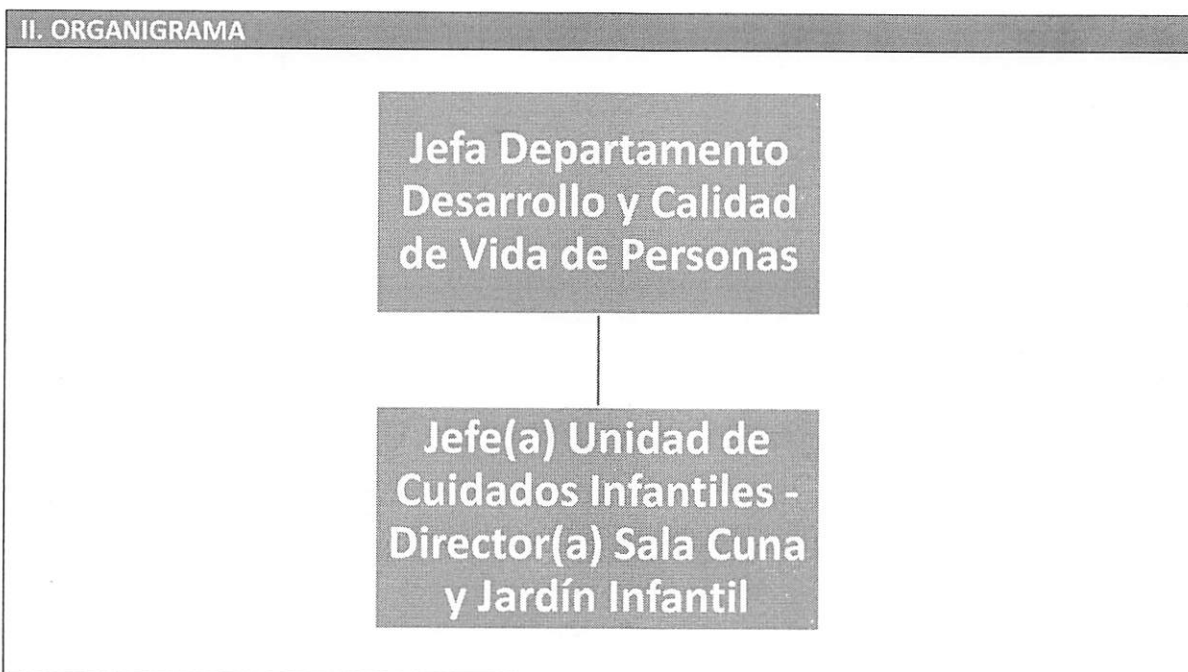 II. ORGANIGRAMA
Jefa Departamento
Desarrollo y Calidad
de Vida de Personas
Jefe(a) Unidad de
Cuidados Infantiles -
Director(a) Sala Cuna
y Jardín Infantil